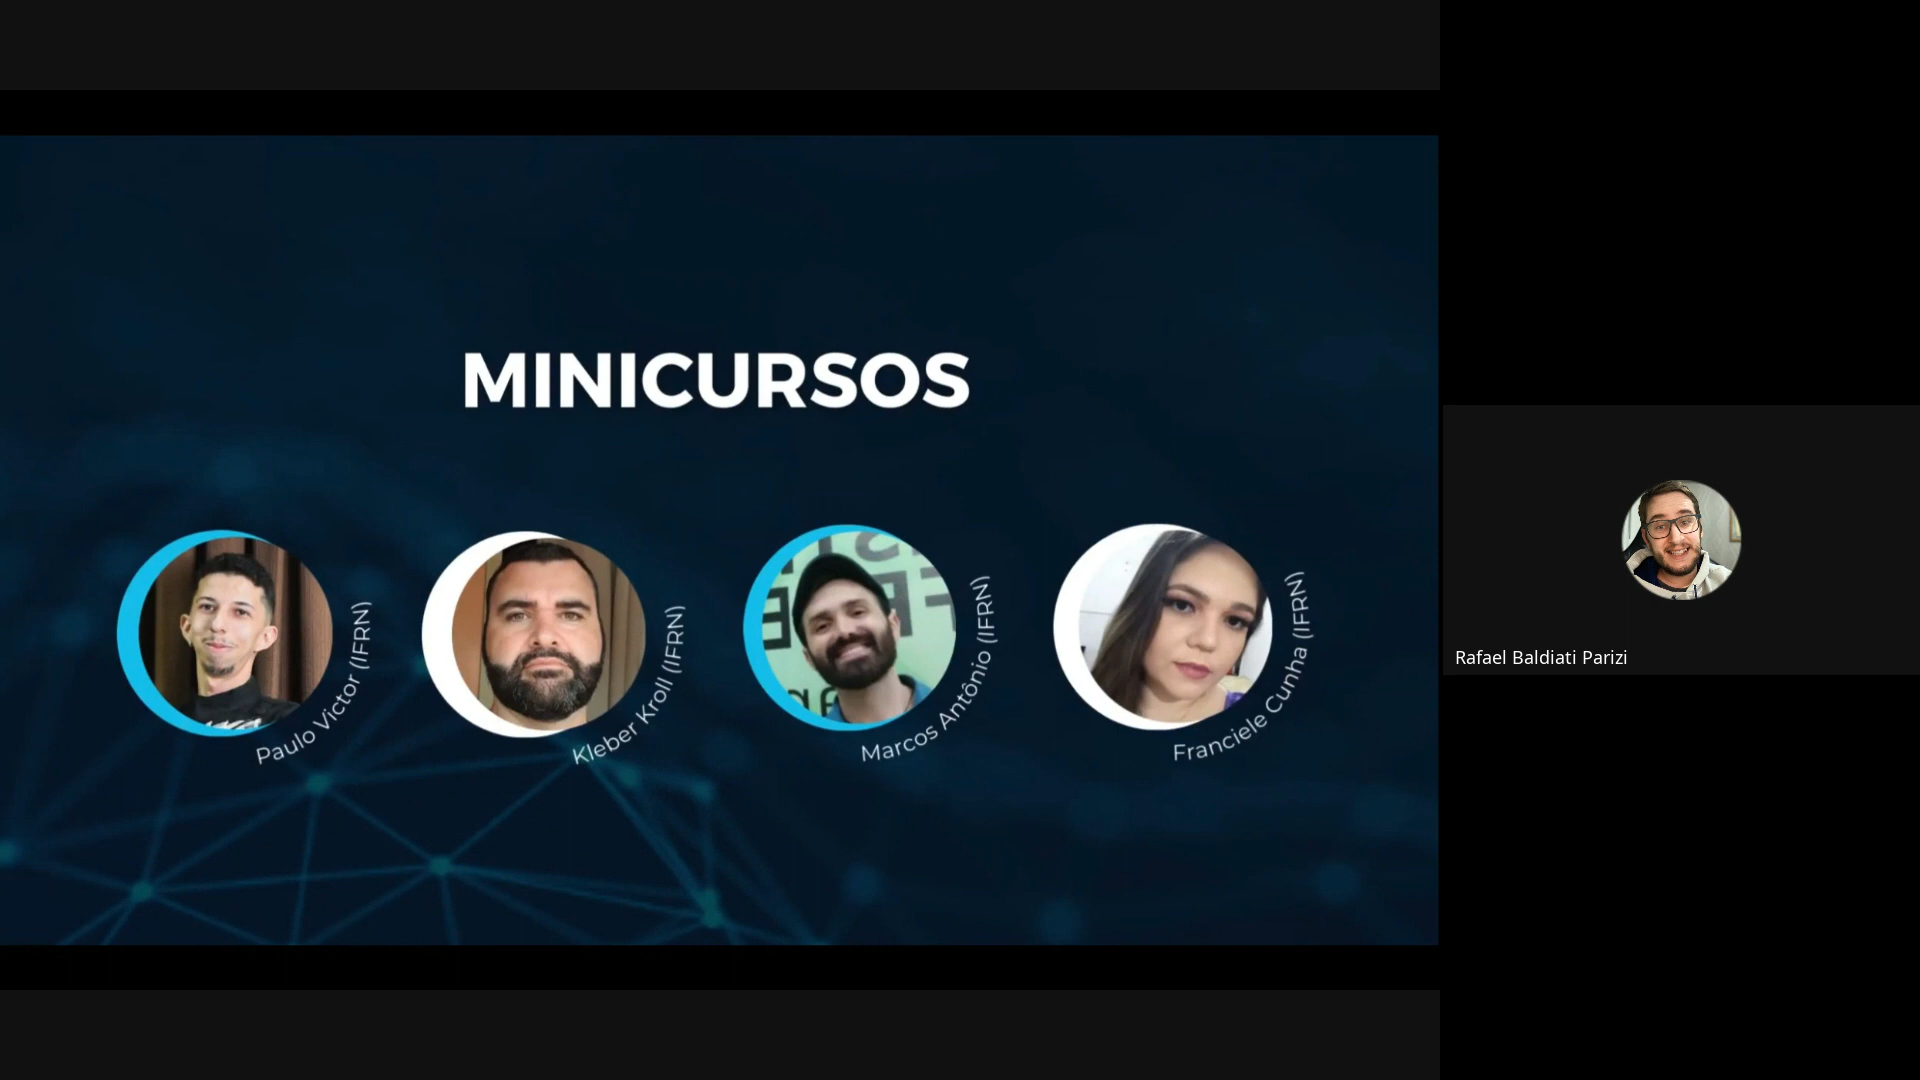 MINICURSOS
Paulo Victor (IFRN)
Kleber Kroll (IFRN)
Marcos Antônio (IFRN)
Franciele Cunha (IFRN)
Rafael Baldiati Parizi